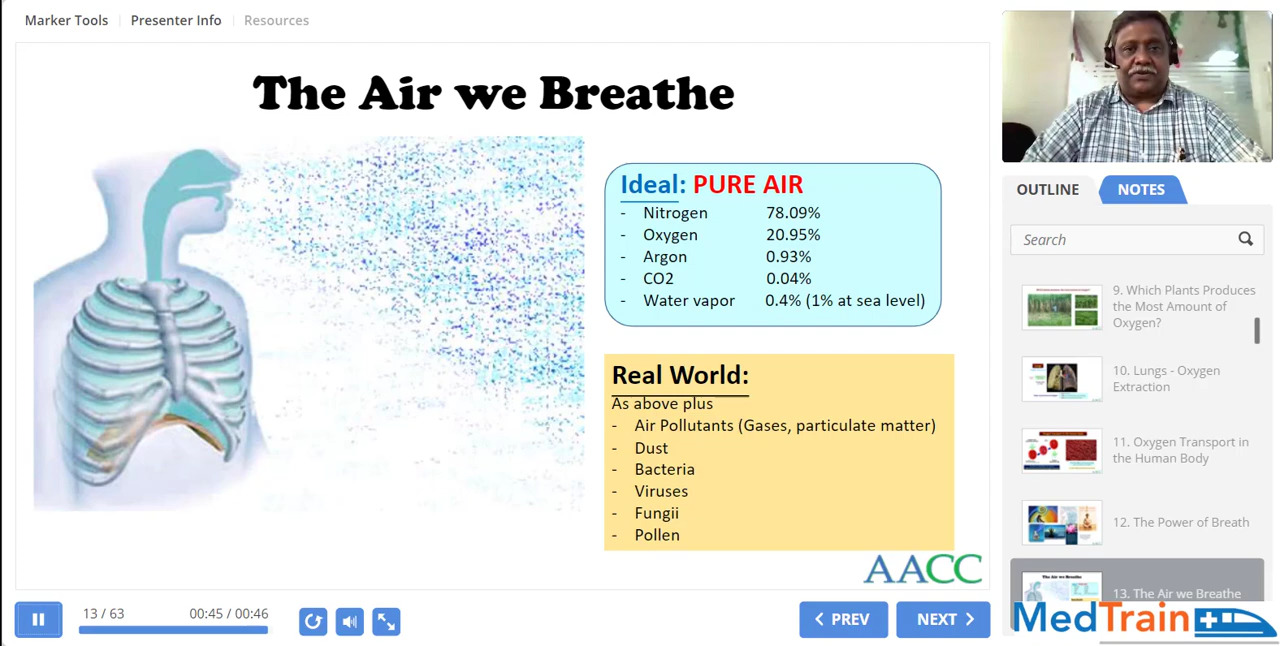 Marker Tools
Presenter Info
Resources
The Air we Breathe
Ideal: PURE AIR
- Nitrogen 78.09%
- Oxygen 20.95%
- Argon 0.93%
- CO2 0.04%
- Water vapor 0.4% (1% at sea level)
Real World:
As above plus
- Air Pollutants (Gases, particulate matter)
- Dust
- Bacteria
- Viruses
- Fungii
- Pollen
AACC
13 / 63
00:45 / 00:46
PREV
NEXT
OUTLINE
NOTES
Search
9. Which Plants Produces
the Most Amount of
Oxygen?
10. Lungs - Oxygen
Extraction
11. Oxygen Transport in
the Human Body
12. The Power of Breath
The Air we Breathe
13. The Air we Breathe
MedTrain